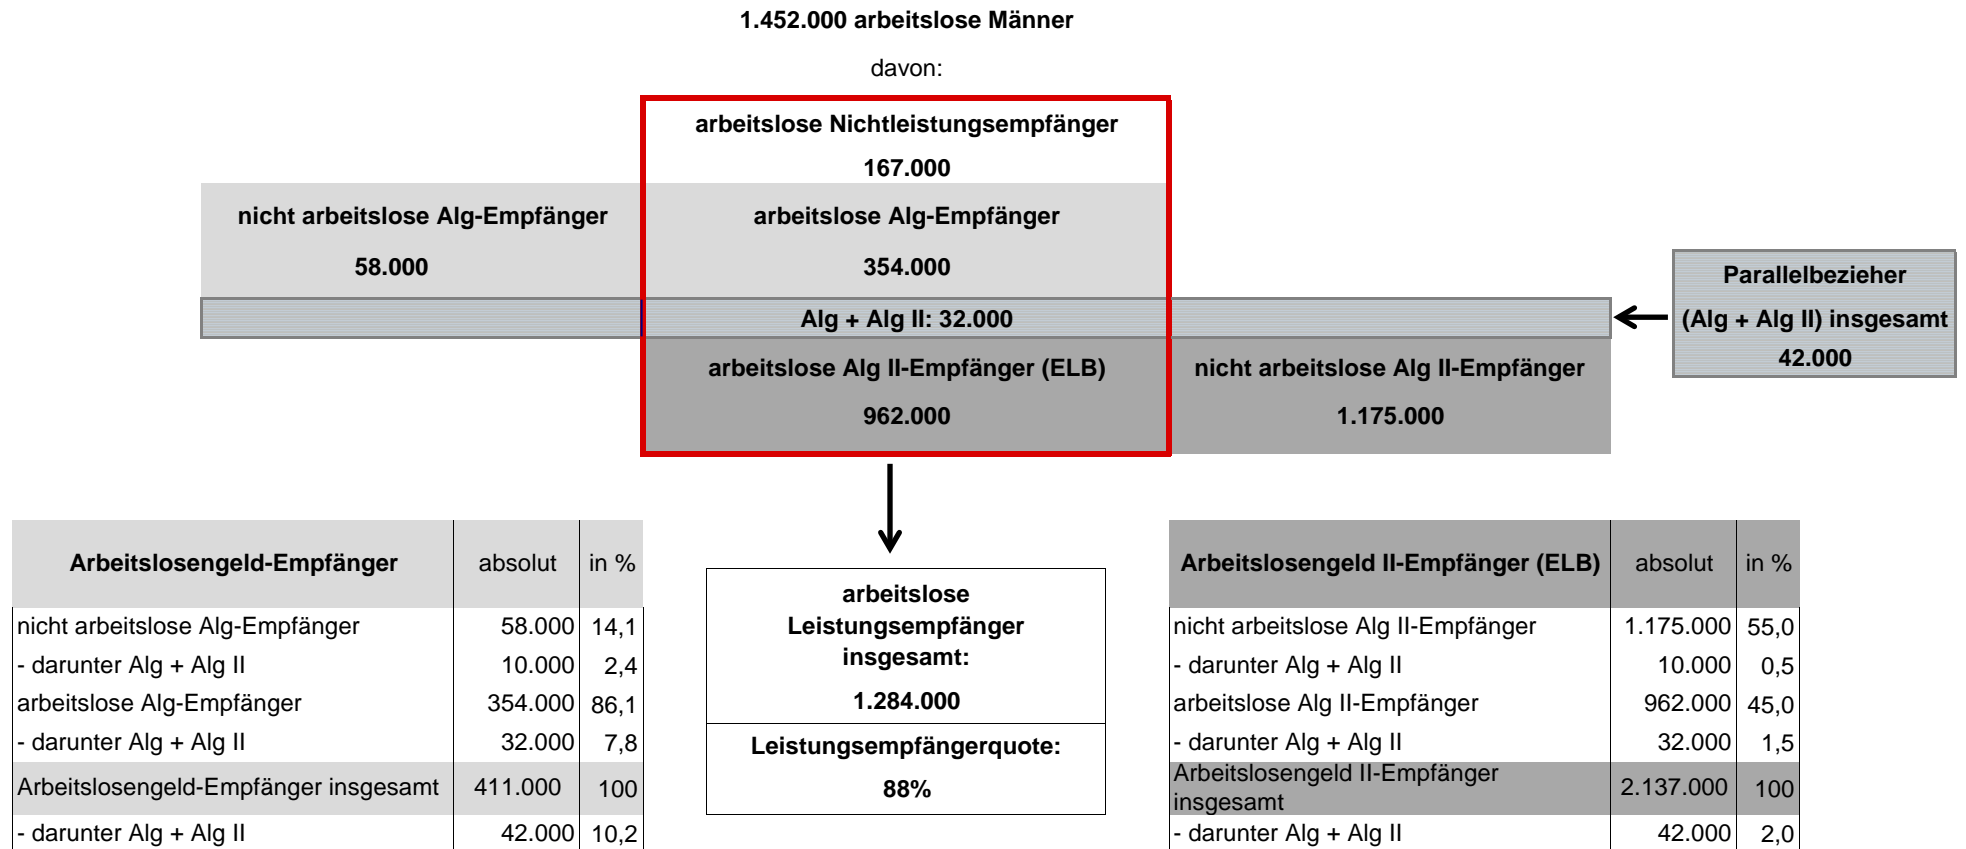 1.452.000 arbeitslose Männer
davon:
arbeitslose Nichtleistungsempfänger
167.000
nicht arbeitslose Alg-Empfänger
58.000
arbeitslose Alg-Empfänger
354.000
Alg + Alg II: 32.000
Parallelbezieher
(Alg + Alg II) insgesamt
42.000
arbeitslose Alg II-Empfänger (ELB)
962.000
nicht arbeitslose Alg II-Empfänger
1.175.000
Arbeitslosengeld-Empfänger absolut in %
nicht arbeitslose Alg-Empfänger 58.000 14,1
- darunter Alg + Alg II 10.000 2,4
arbeitslose Alg-Empfänger 354.000 86,1
- darunter Alg + Alg II 32.000 7,8
Arbeitslosengeld-Empfänger insgesamt 411.000 100
- darunter Alg + Alg II 42.000 10,2
arbeitslose
Leistungsempfänger
insgesamt:
1.284.000
Leistungsempfängerquote:
88%
Arbeitslosengeld II-Empfänger (ELB) absolut in %
nicht arbeitslose Alg II-Empfänger 1.175.000 55,0
- darunter Alg + Alg II 10.000 0,5
arbeitslose Alg II-Empfänger 962.000 45,0
- darunter Alg + Alg II 32.000 1,5
Arbeitslosengeld II-Empfänger
insgesamt 2.137.000 100
- darunter Alg + Alg II 42.000 2,0